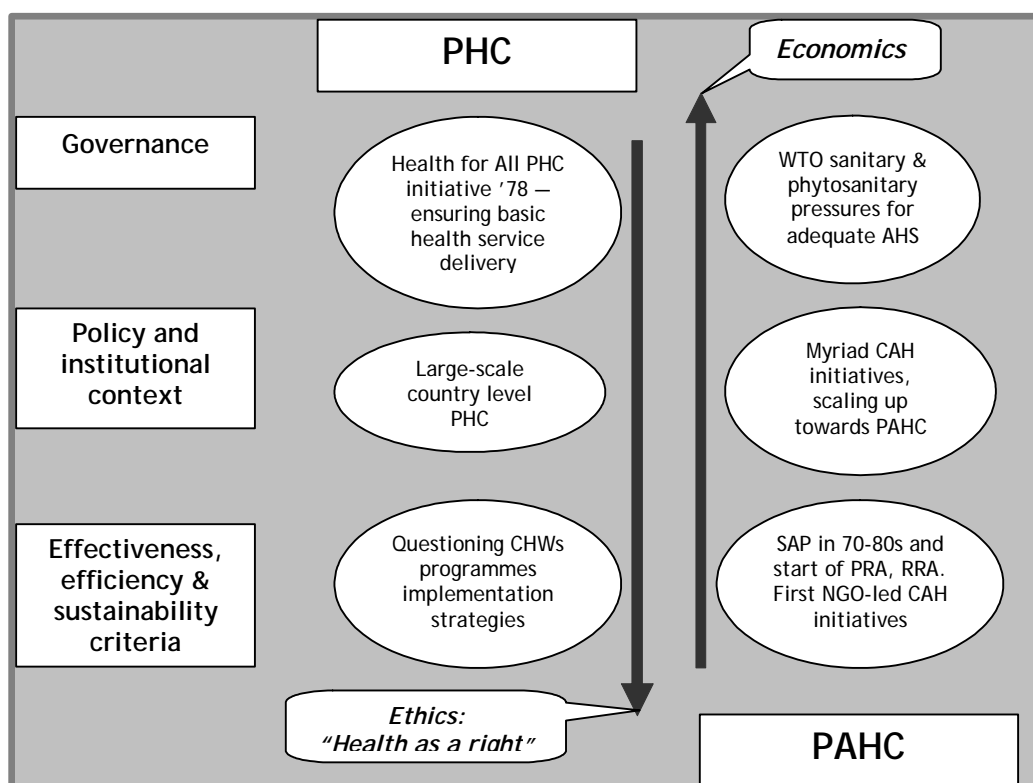 PHC
Economics
Governance
Health for All PHC
initiative ’78 —
ensuring basic
health service
delivery
WTO sanitary &
phytosanitary
pressures for
adequate AHS
Policy and
institutional
context
Large-scale
country level
PHC
Myriad CAH
initiatives,
scaling up
towards PAHC
Effectiveness,
efficiency &
sustainability
criteria
Questioning CHWs
programmes
implementation
strategies
SAP in 70-80s and
start of PRA, RRA.
First NGO-led CAH
initiatives
Ethics:
“Health as a right”
PAHC